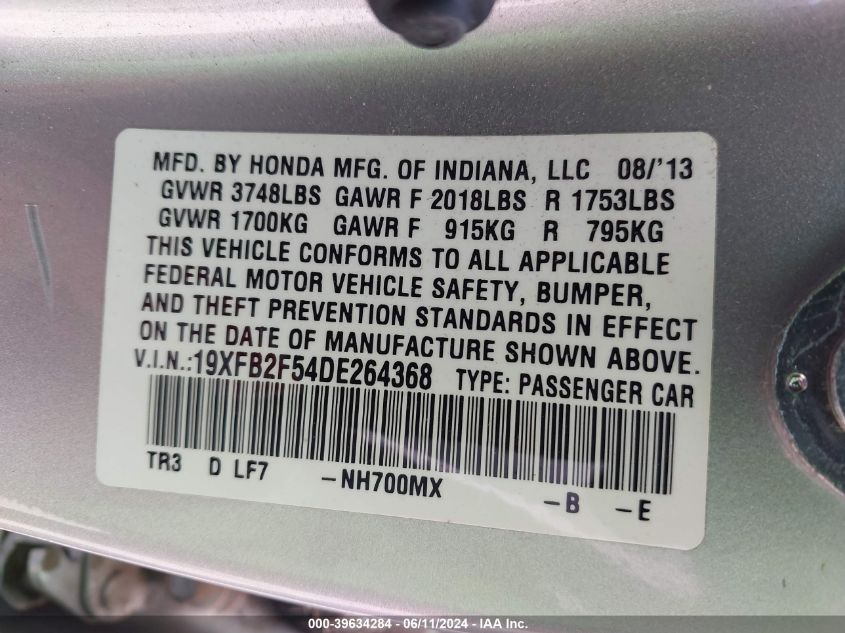 MFD. BY HONDA MFG. OF INDIANA, LLC 08/'13
GVWR 3748LBS GAWR F 2018LBS R 1753LBS
GVWR 1700KG GAWR F 915KG R 795KG
THIS VEHICLE CONFORMS TO ALL APPLICABLE
FEDERAL MOTOR VEHICLE SAFETY, BUMPER,
AND THEFT PREVENTION STANDARDS IN EFFECT
ON THE DATE OF MANUFACTURE SHOWN ABOVE.
V.I.N.:19XFB2F54DE264368 TYPE: PASSENGER CAR
TR3 D LF7 -NH700MX -B -E
000-39634284 - 06/11/2024 - IAA Inc.